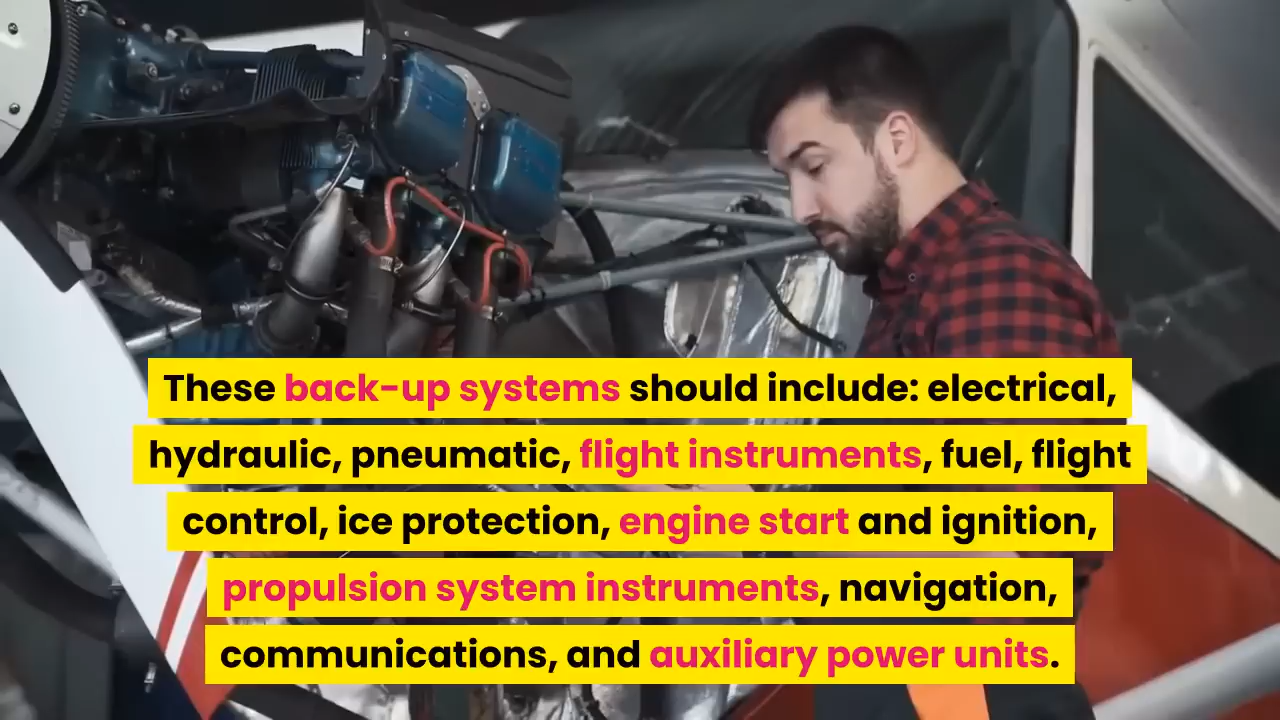 These back-up systems should include: electrical,
hydraulic, pneumatic, flight instruments, fuel, flight
control, ice protection, engine start and ignition,
propulsion system instruments, navigation,
communications, and auxiliary power units.